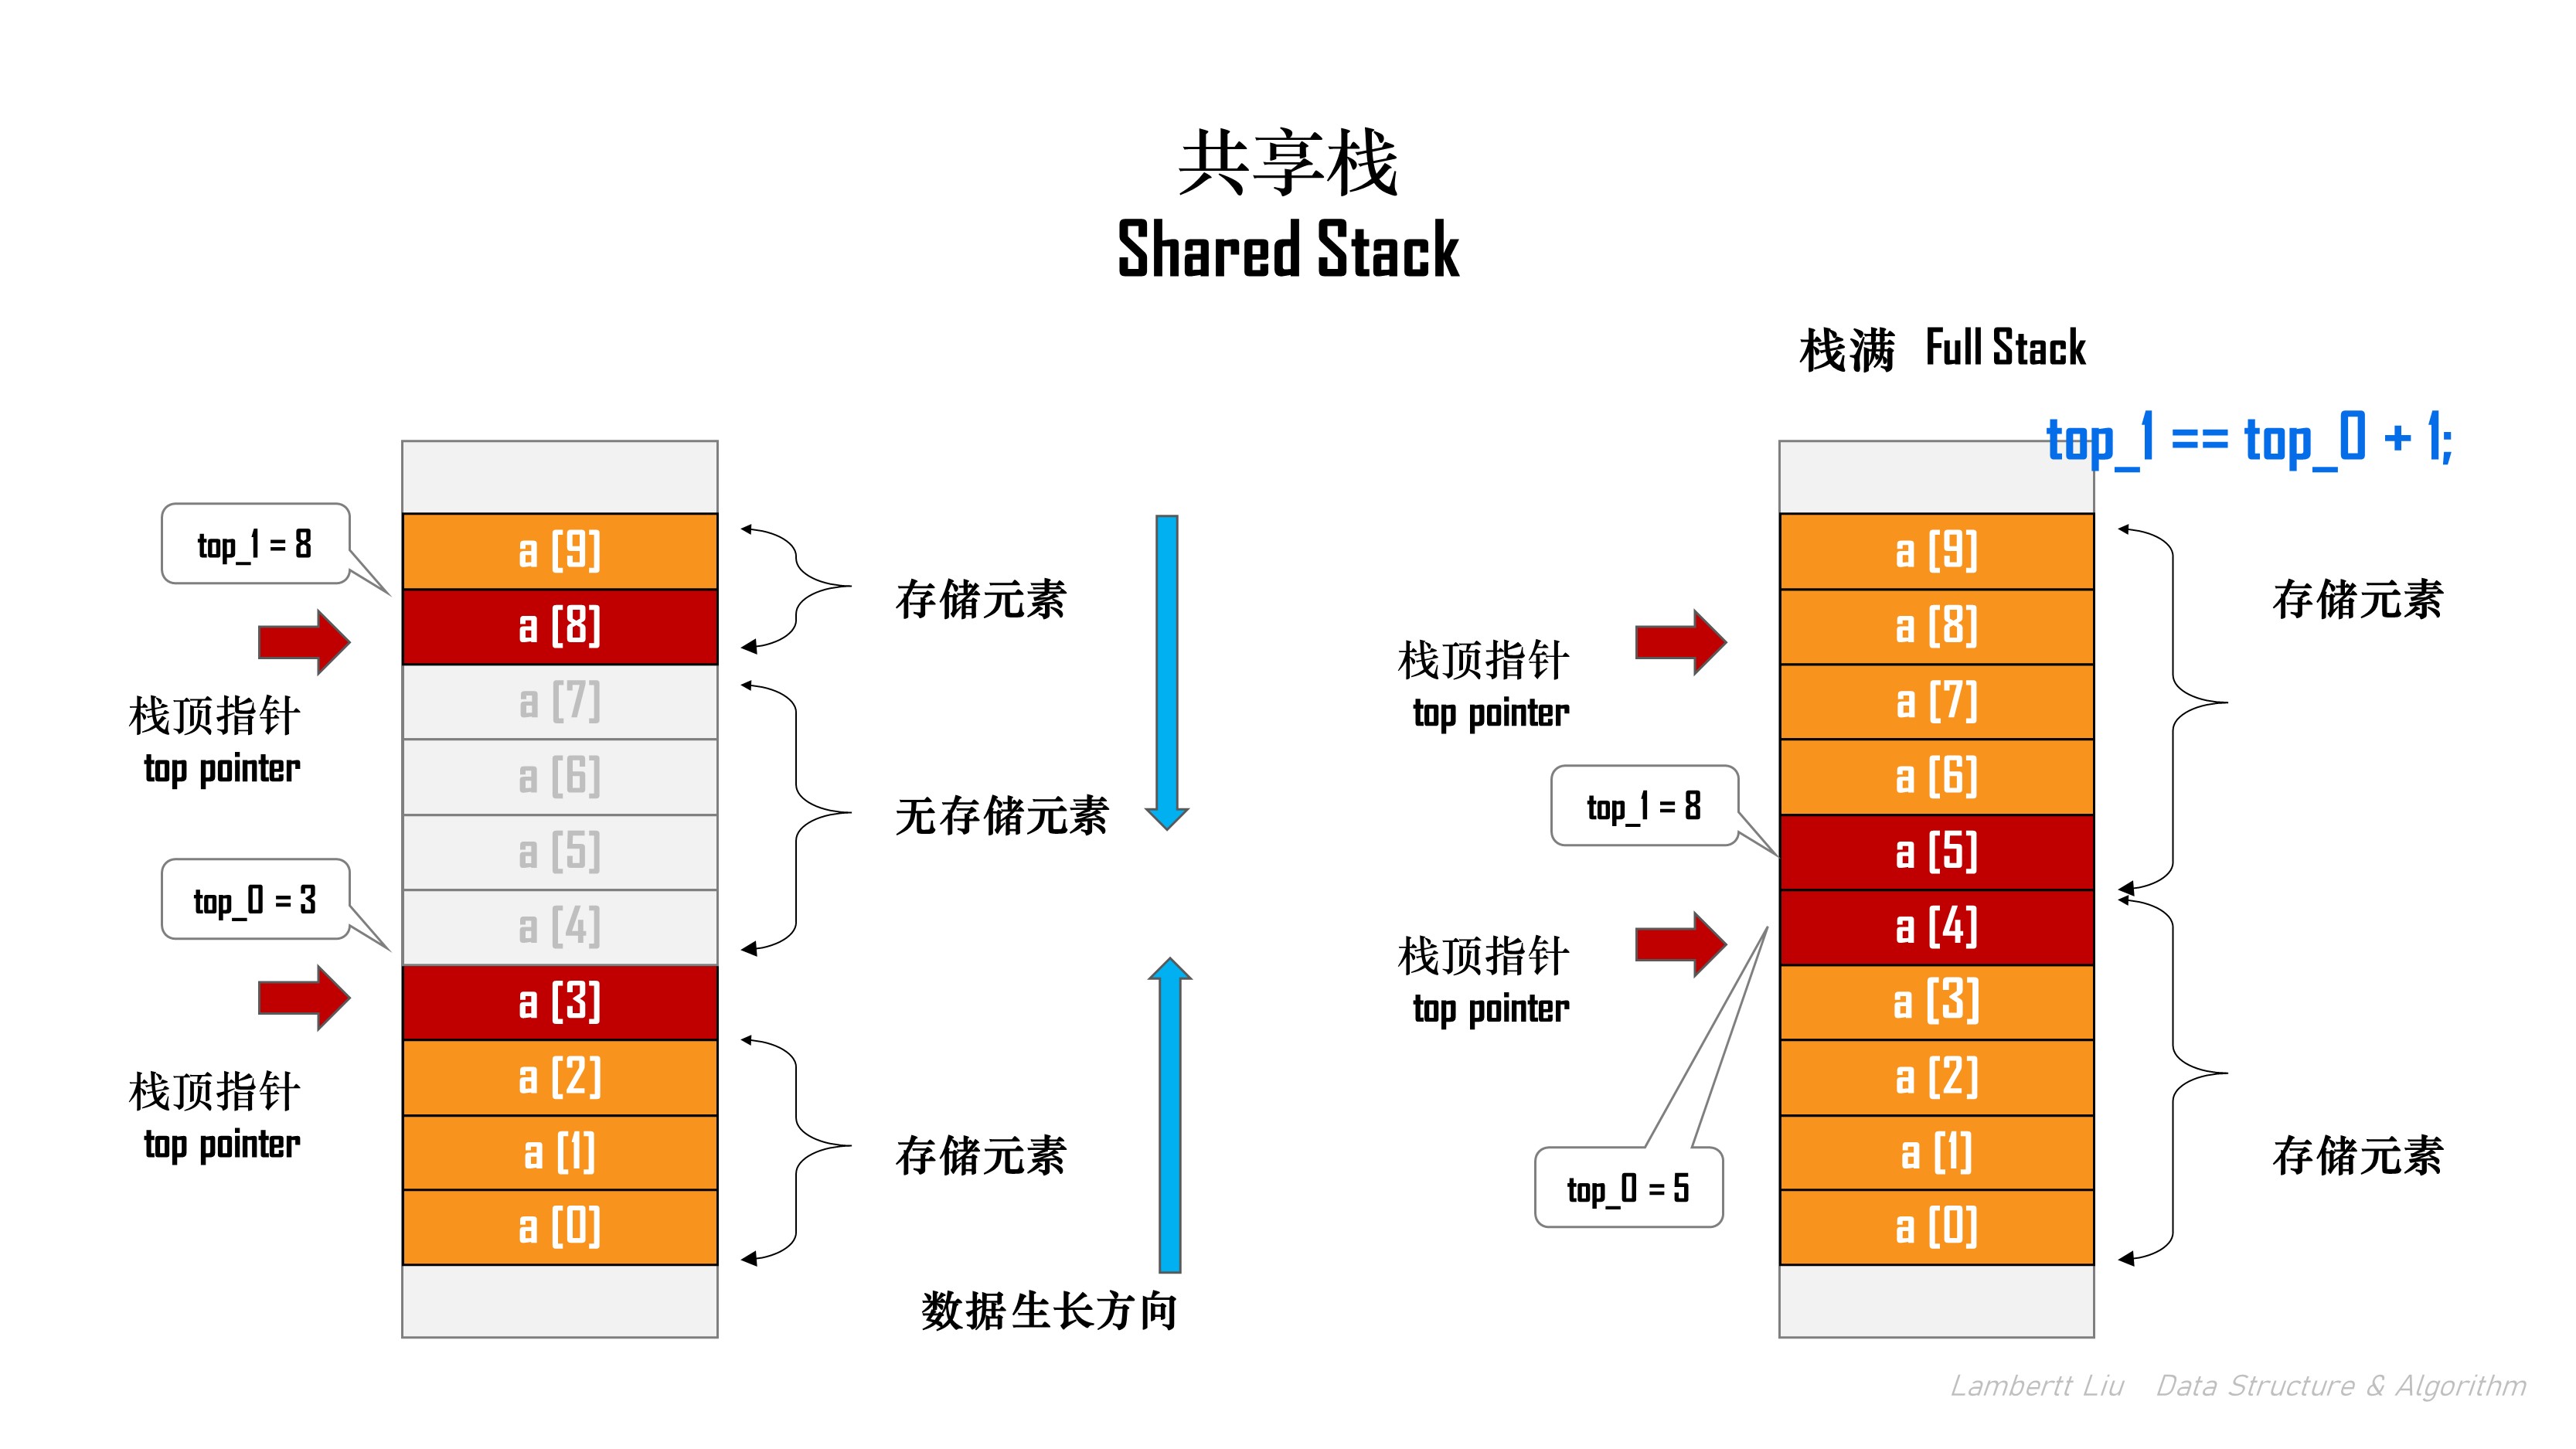 共享栈
Shared Stack
top_1 = 8
栈顶指针
top pointer
top_0 = 3
栈顶指针
top pointer
a [9]
a [8]
a [7]
a [6]
a [5]
a [4]
a [3]
a [2]
a [1]
a [0]
存储元素
无存储元素
存储元素
数据生长方向
栈满 Full Stack
top_1 == top_0 + 1;
栈顶指针
top pointer
top_1 = 8
栈顶指针
top pointer
top_0 = 5
a [9]
a [8]
a [7]
a [6]
a [5]
a [4]
a [3]
a [2]
a [1]
a [0]
存储元素
存储元素
Lambertt Liu Data Structure & Algorithm